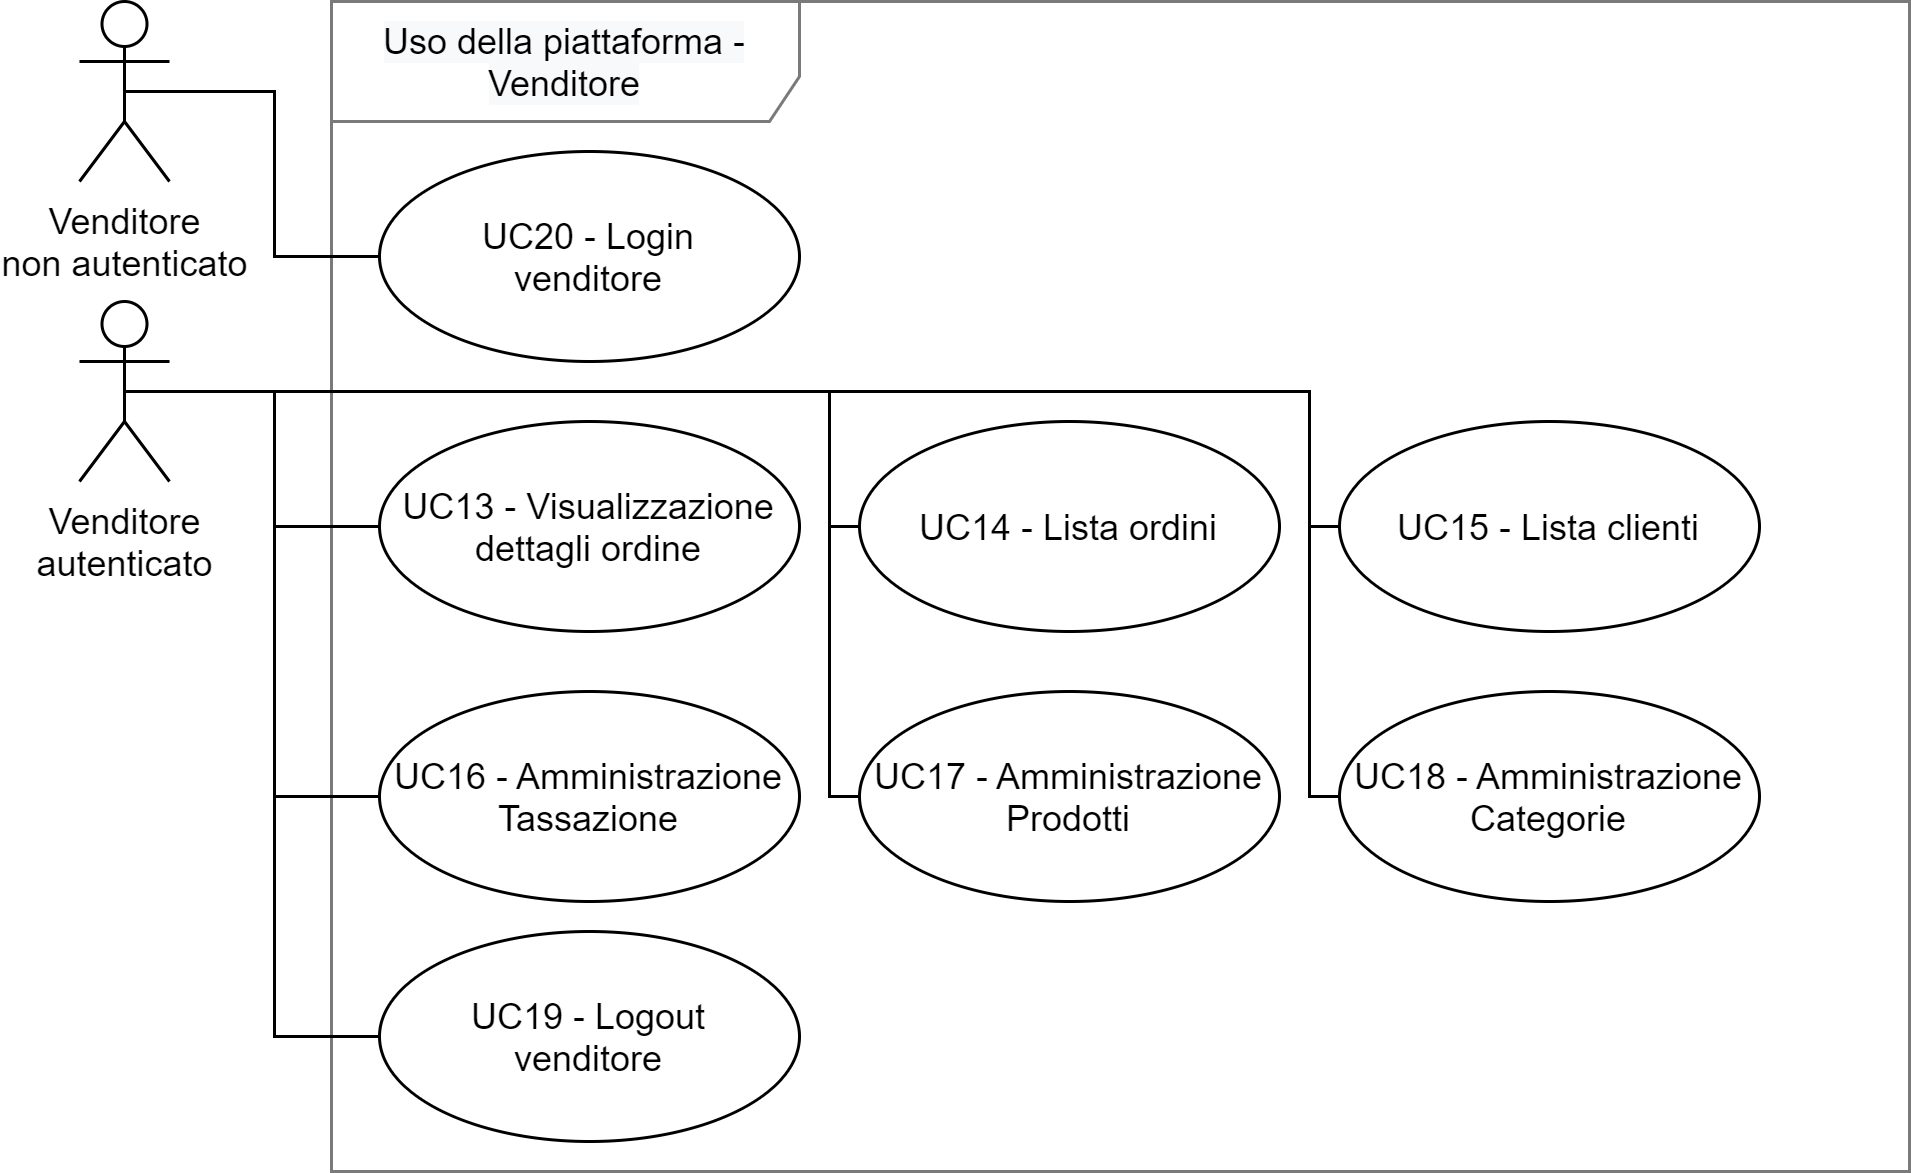 Uso della piattaforma -
Venditore
Venditore
non autenticato
UC20 - Login
venditore
Venditore
autenticato
UC13 - Visualizzazione
dettagli ordine
UC14 - Lista ordini
UC15 - Lista clienti
UC16 - Amministrazione
Tassazione
UC17 - Amministrazione
Prodotti
UC18 - Amministrazione
Categorie
UC19 - Logout
venditore